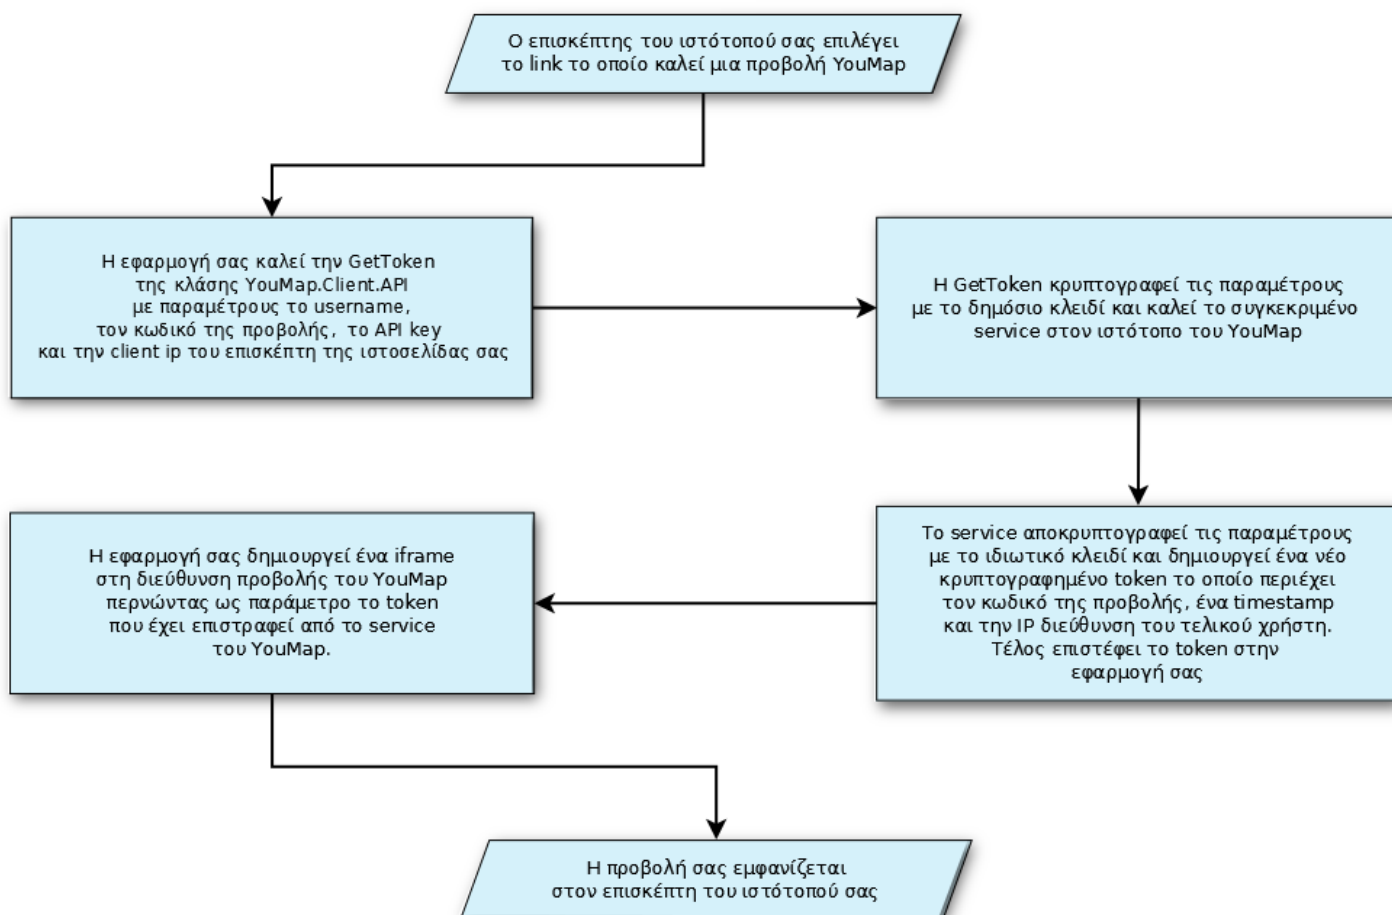 Ο επισκέπτης του ιστότοπού σας επιλέγει
το link το οποίο καλεί μια προβολή YouMap
Η εφαρμογή σας καλεί την GetToken
της κλάσης YouMap.Client.API
με παραμέτρους το username,
τον κωδικό της προβολής, το API key
και την client ip του επισκέπτη της ιστοσελίδας σας
Η GetToken κρυπτογραφεί τις παραμέτρους
με το δημόσιο κλειδί και καλεί το συγκεκριμένο
service στον ιστότοπο του YouMap
Το service αποκρυπτογραφεί τις παραμέτρους
με το ιδιωτικό κλειδί και δημιουργεί ένα νέο
κρυπτογραφημένο token το οποίο περιέχει
τον κωδικό της προβολής, ένα timestamp
και την IP διεύθυνση του τελικού χρήστη.
Τέλος επιστέφει το token στην
εφαρμογή σας
Η εφαρμογή σας δημιουργεί ένα iframe
στη διεύθυνση προβολής του YouMap
περνώντας ως παράμετρο το token
που έχει επιστραφεί από το service
του YouMap.
Η προβολή σας εμφανίζεται
στον επισκέπτη του ιστότοπού σας